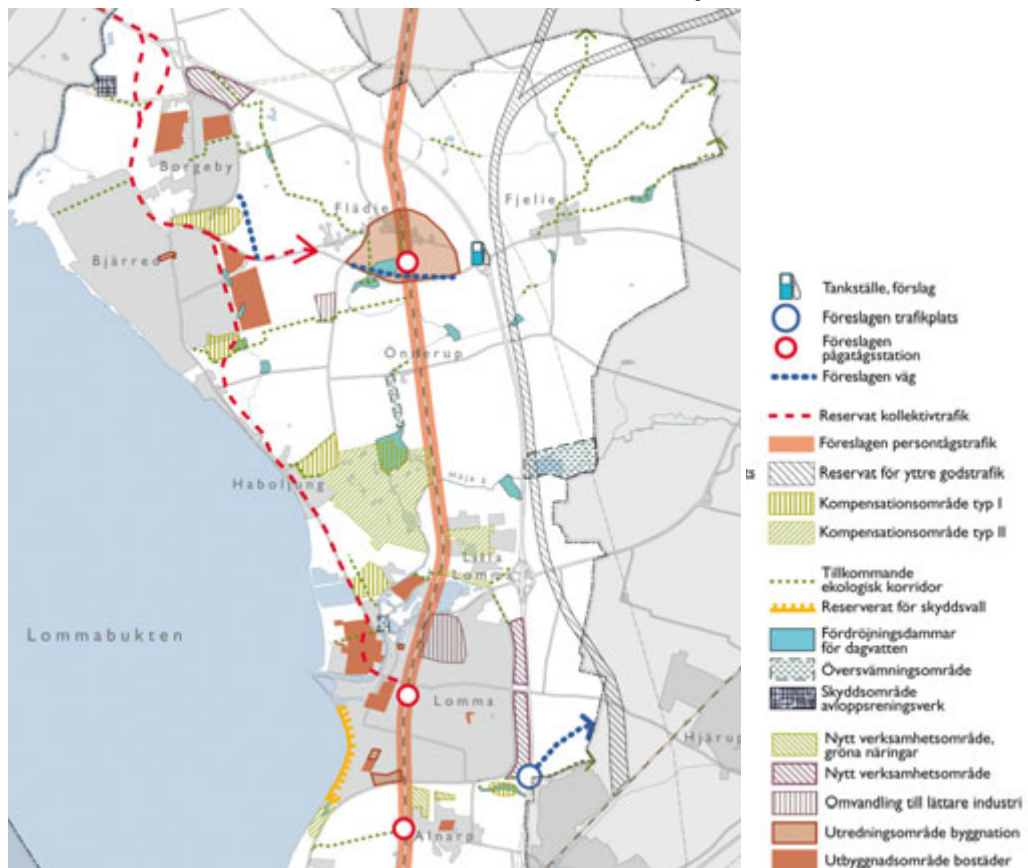 Borgeby
Flädie
Fjelie
Bjärred
Önnerup
Haboljung
Höje å
Lilla
Lomma
Lommabukten
Lomma
Hjärup
Alnarp
Tankställe, förslag
Föreslagen trafikplats
Föreslagen
pågatågsstation
Föreslagen väg
Reservat kollektivtrafik
Föreslagen persontågstrafik
Reservat för yttre godstrafik
Kompensationsområde typ I
Kompensationsområde typ II
Tillkommande
ekologisk korridor
Reserverat för skyddsvall
Fördröjningsdammar
för dagvatten
Översvämningsområde
Skyddsområde
avloppsreningsverk
Nytt verksamhetsområde,
gröna näringar
Nytt verksamhetsområde
Omvandling till lättare industri
Utredningsområde byggnation
Utbyggnadsområde bostäder